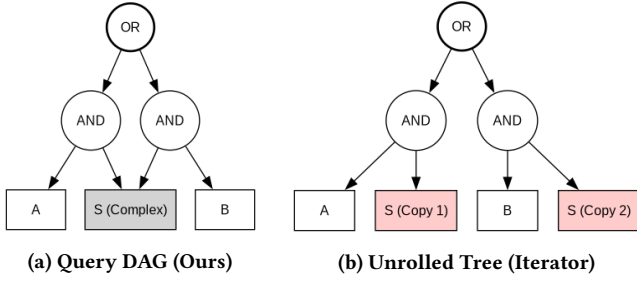 OR
AND AND
A S (Complex) B
(a) Query DAG (Ours)
OR
AND AND
A S (Copy 1) B S (Copy 2)
(b) Unrolled Tree (Iterator)